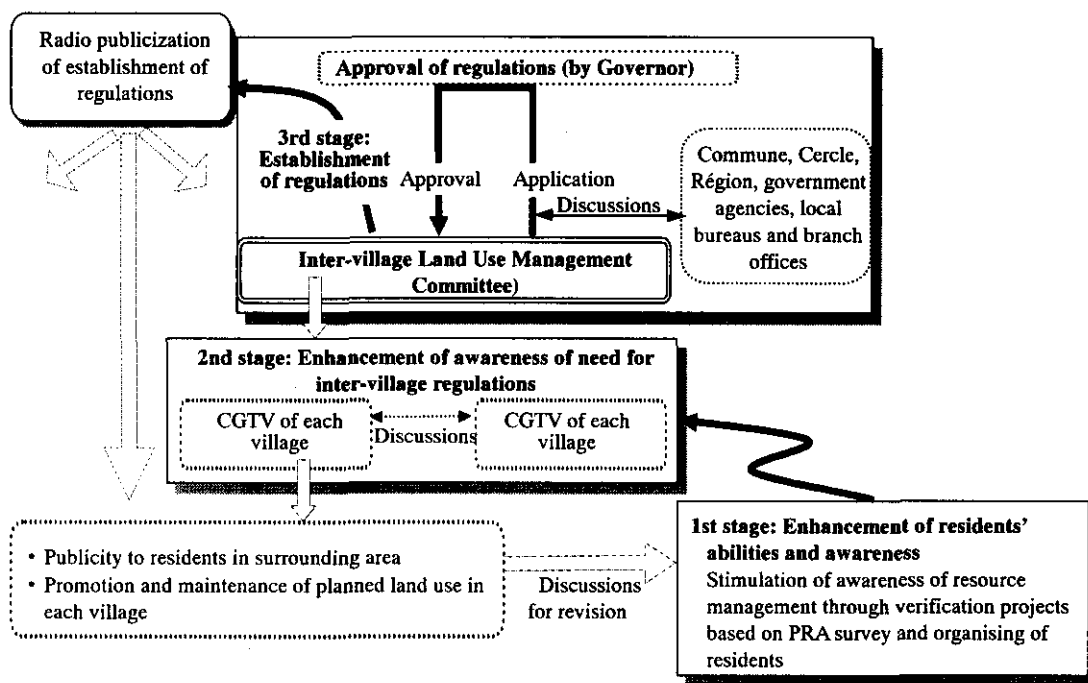 Radio publicization
of establishment of
regulations
Approval of regulations (by Governor)
3rd stage:
Establishment
of regulations
Approval
Application
Discussions
Commune, Cercle,
Région, government
agencies, local
bureaus and branch
offices
Inter-village Land Use Management
Committee)
2nd stage: Enhancement of awareness of need for
inter-village regulations
CGTV of each
village
Discussions
CGTV of each
village
• Publicity to residents in surrounding area
• Promotion and maintenance of planned land use in
each village
Discussions
for revision
1st stage: Enhancement of residents'
abilities and awareness
Stimulation of awareness of resource
management through verification projects
based on PRA survey and organising of
residents